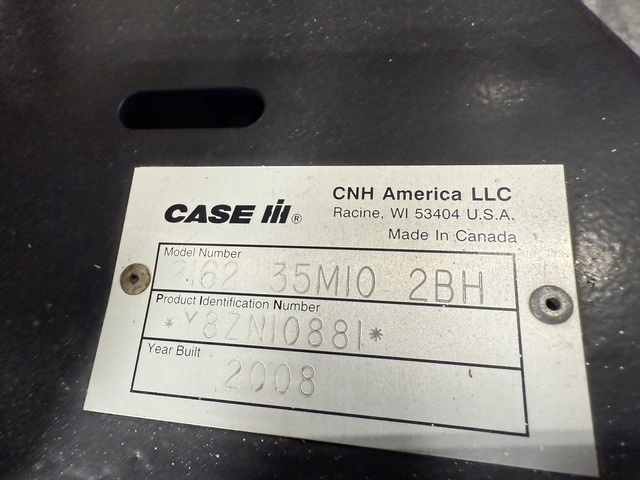 CASE IH®
CNH America LLC
Racine, WI 53404 U.S.A.
Made In Canada
Model Number
2162 35M10 2BH
Product Identification Number
*Y8ZN10881*
Year Built
2008